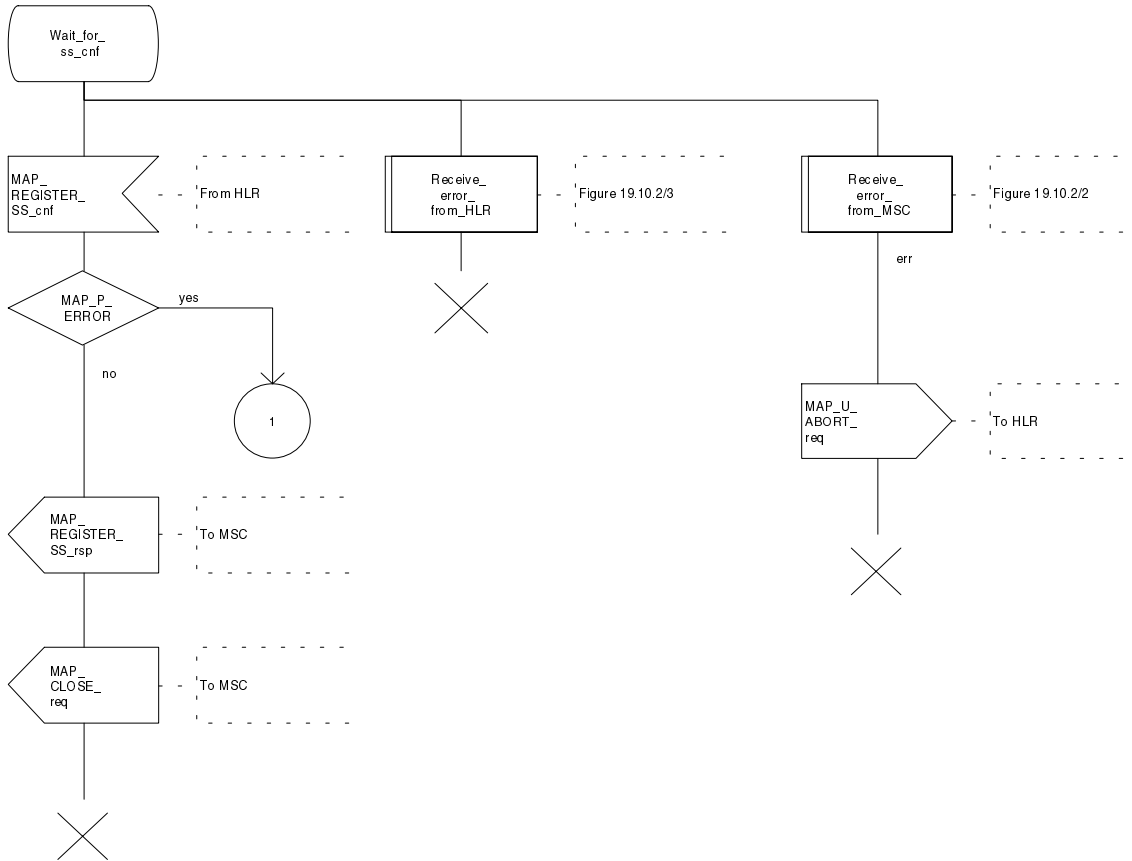 Wait_for_
ss_cnf
MAP_
REGISTER_
SS_cnf
From HLR
Receive_
error_
from_HLR
Figure 19.10.2/3
Receive_
error_
from_MSC
Figure 19.10.2/2
err
MAP_P_
ERROR
yes
no
1
MAP_U_
ABORT_
req
To HLR
MAP_
REGISTER_
SS_rsp
To MSC
MAP_
CLOSE_
req
To MSC